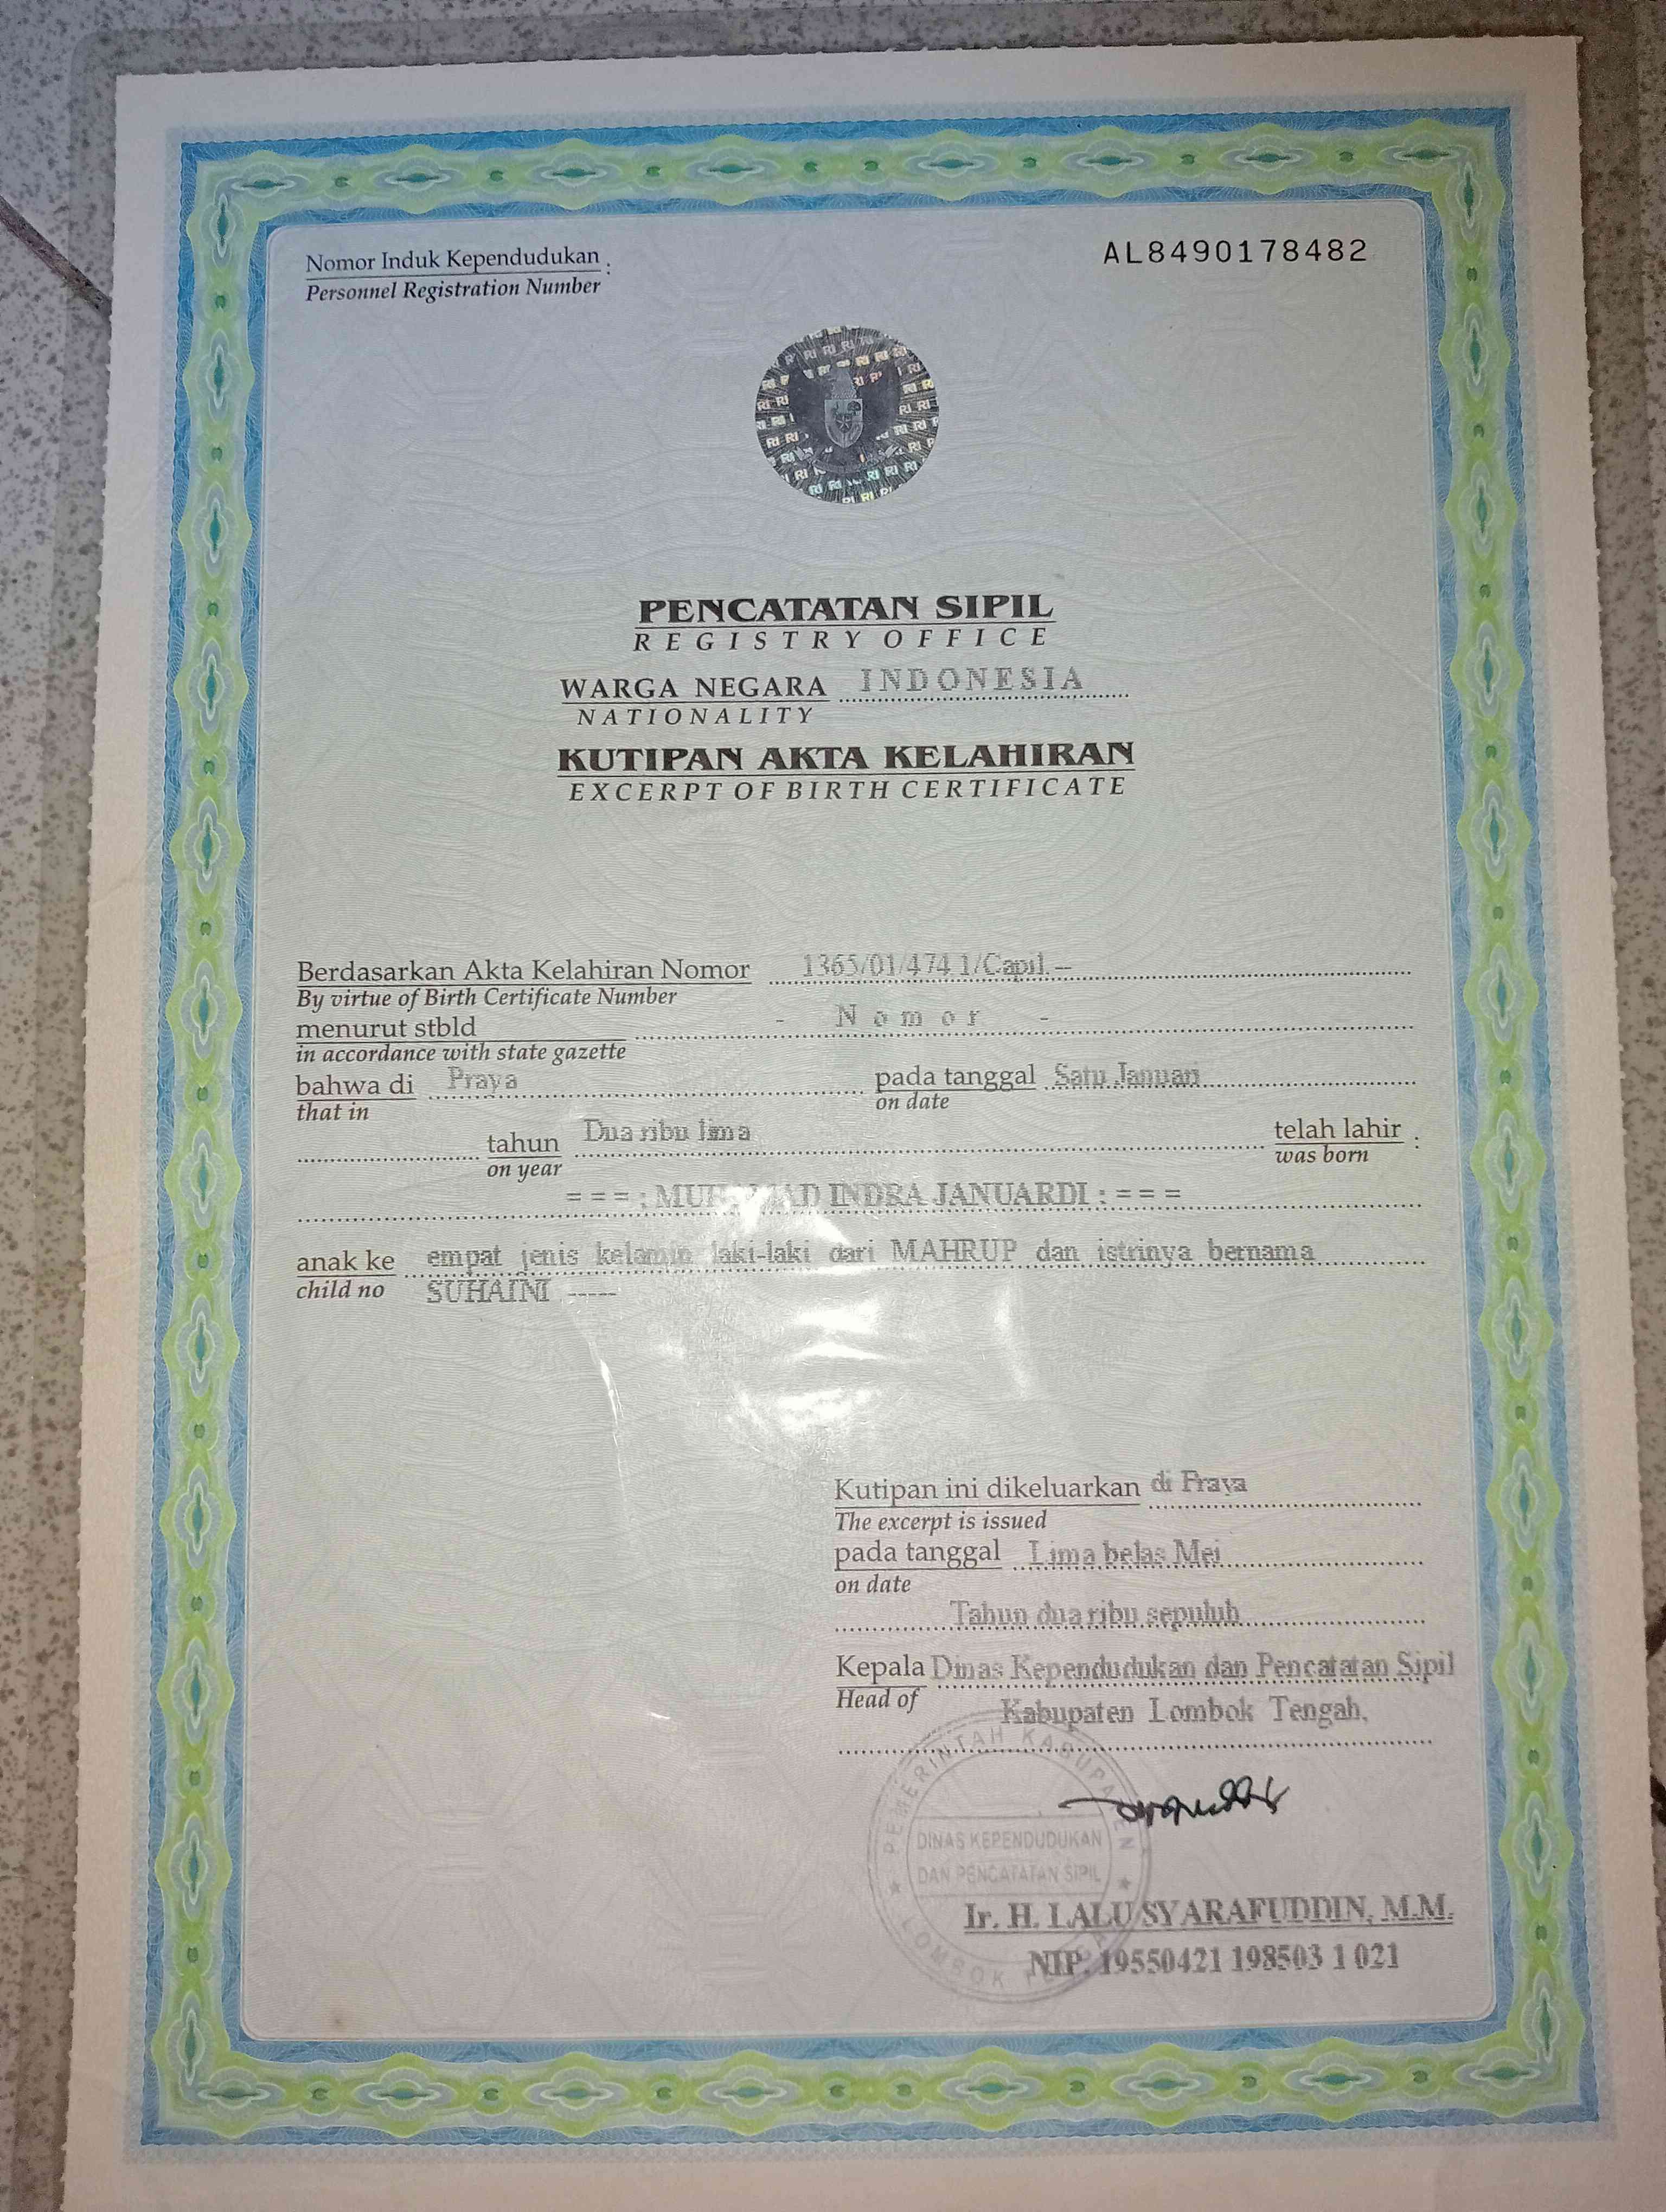 Nomor Induk Kependudukan :
Personnel Registration Number
AL8490178482
PENCATATAN SIPIL
REGISTRY OFFICE
WARGA NEGARA INDONESIA
NATIONALITY
KUTIPAN AKTA KELAHIRAN
EXCERPT OF BIRTH CERTIFICATE
Berdasarkan Akta Kelahiran Nomor 1365/01/474.1/Capil.--
By virtue of Birth Certificate Number
menurut stbld - Nomor -
in accordance with state gazette
bahwa di Praya pada tanggal Satu Januari
that in on date
tahun Dua ribu lima telah lahir :
on year was born
= = = : INDRA JANUARDI : = = =
anak ke empat jenis kelamin laki-laki dari MAHRUP dan istrinya bernama
child no SUHAINI -----
Kutipan ini dikeluarkan di Praya
The excerpt is issued
pada tanggal Lima belas Mei
on date
Tahun dua ribu sepuluh
Kepala Dinas Kependudukan dan Pencatatan Sipil
Head of Kabupaten Lombok Tengah,
PEMERINTAH KABUPATEN
DINAS KEPENDUDUKAN
DAN PENCATATAN SIPIL
LOMBOK
Ir. H. LALU SYARAFUDDIN, M.M.
NIP. 19550421 198503 1 021